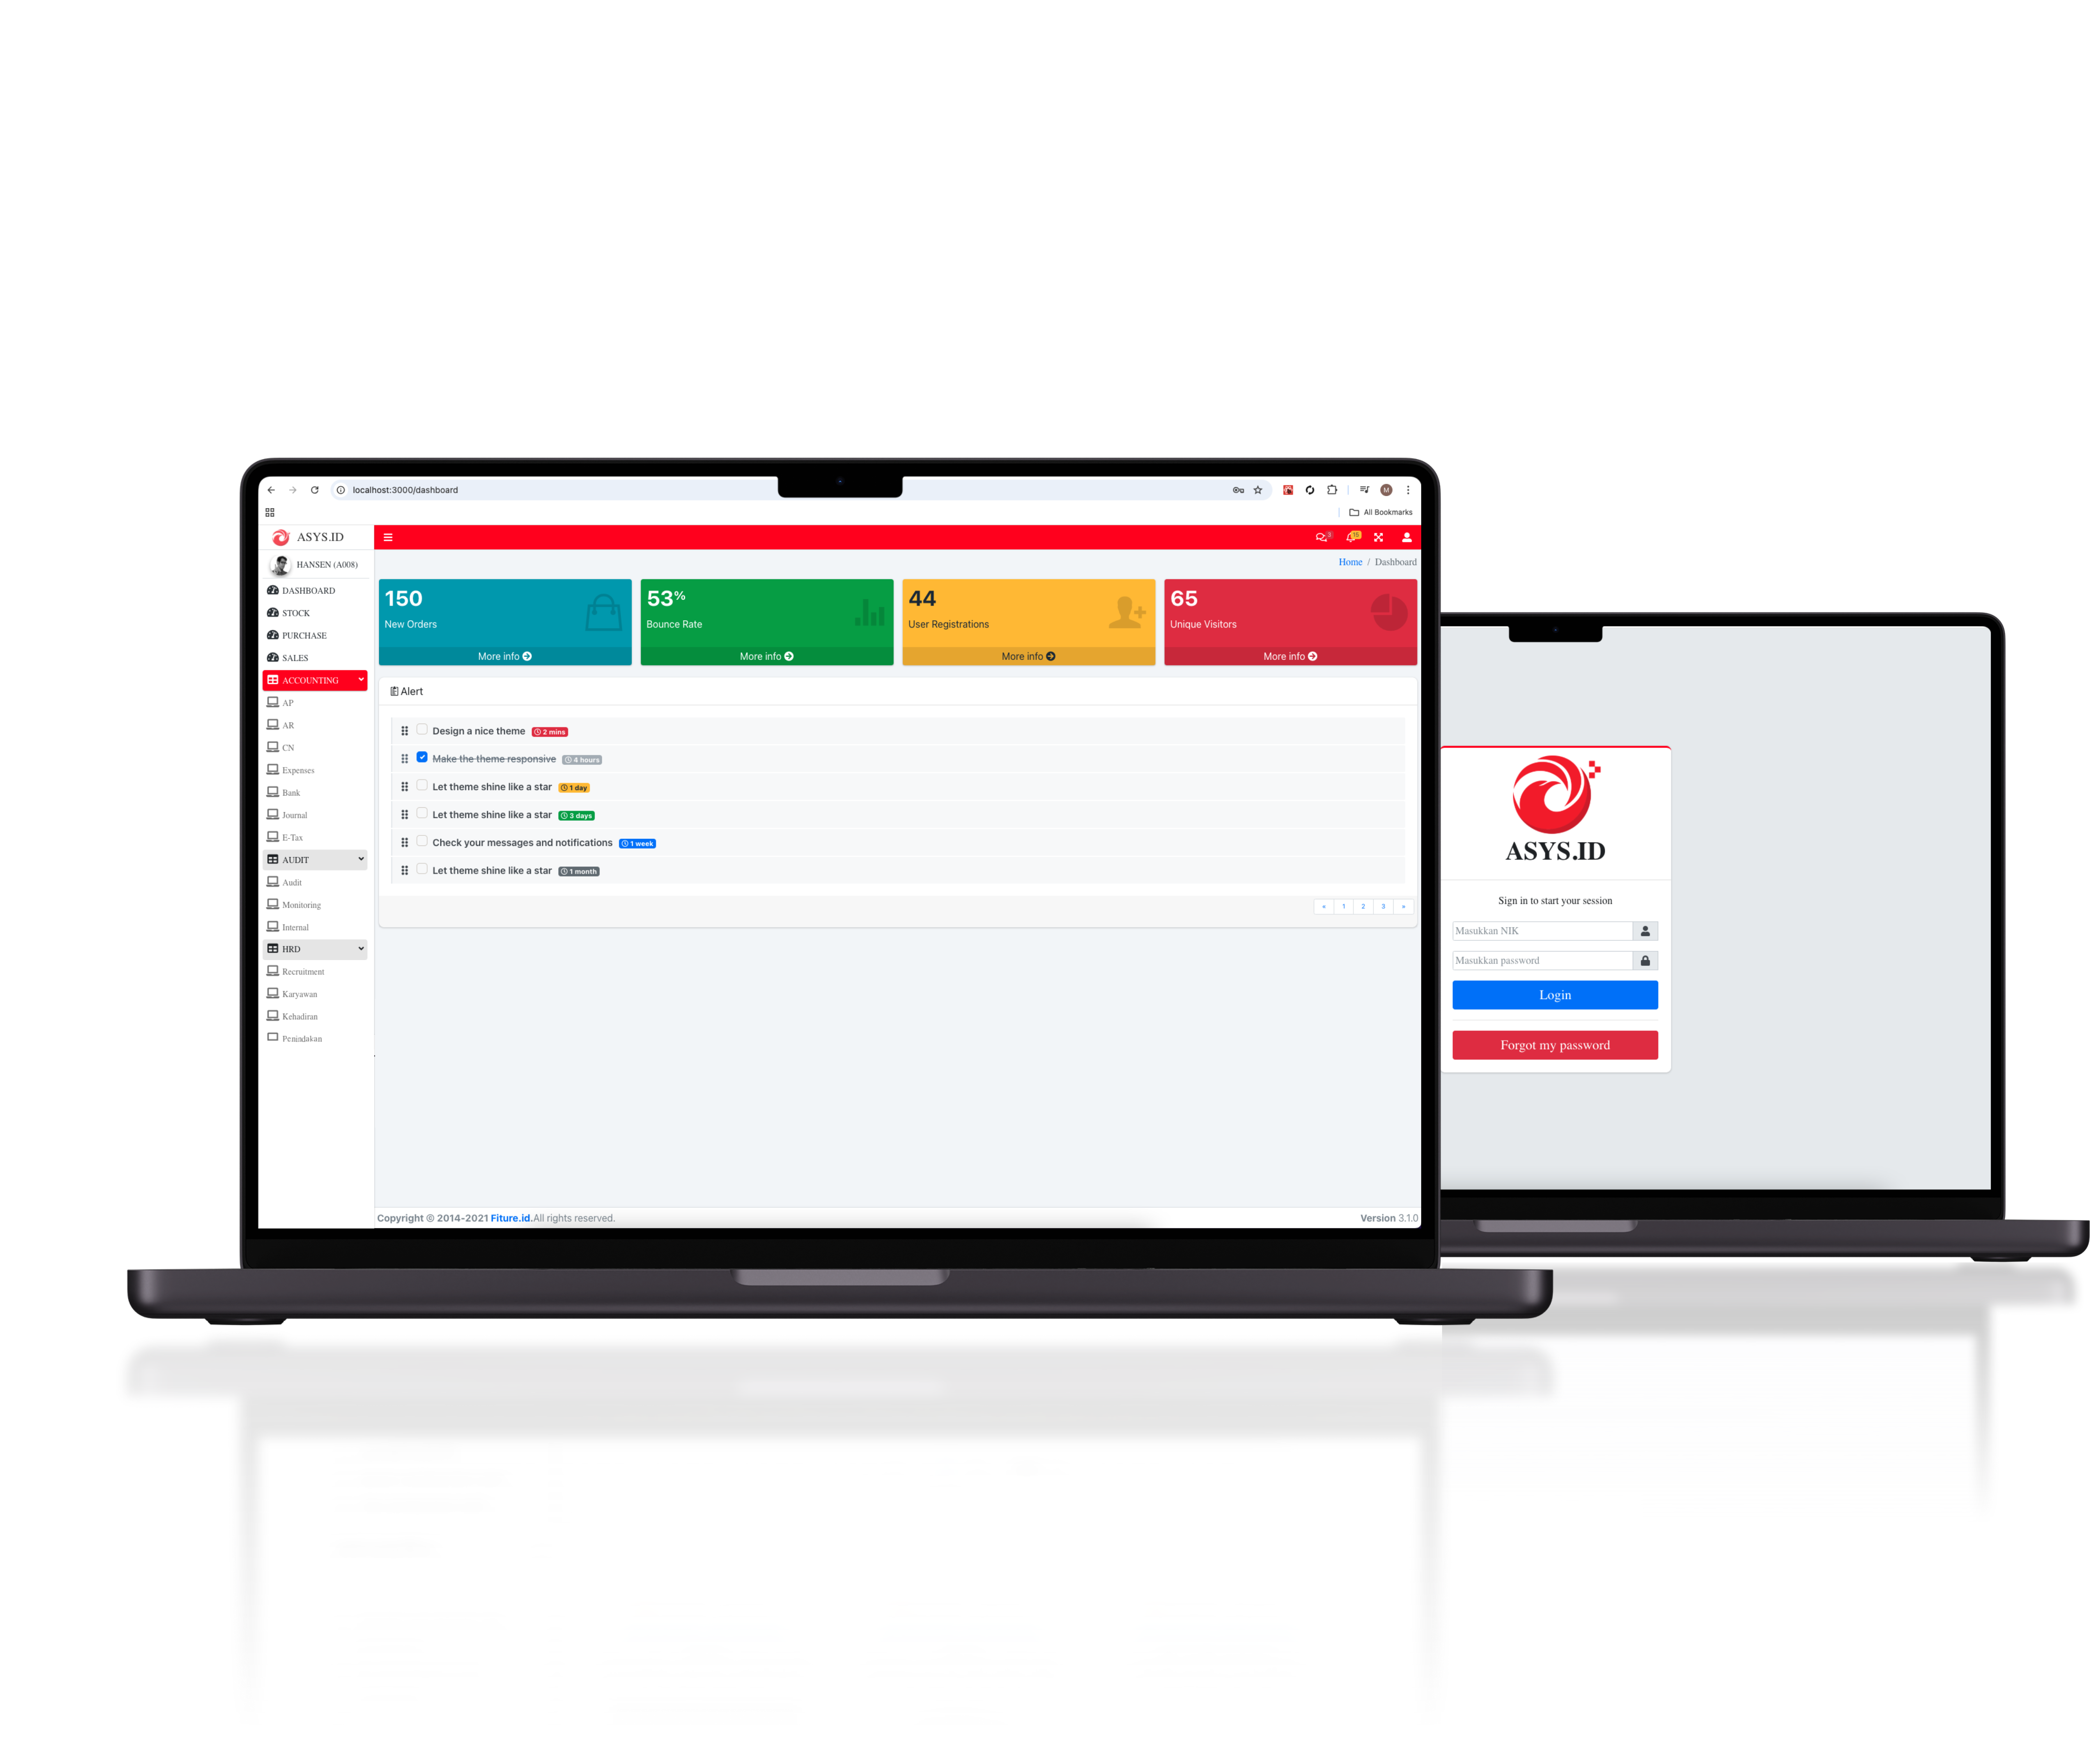 localhost:3000/dashboard
M
All Bookmarks
ASYS.ID
3
15
HANSEN (A008)
Home / Dashboard
DASHBOARD
STOCK
PURCHASE
SALES
ACCOUNTING
AP
AR
CN
Expenses
Bank
Journal
E-Tax
AUDIT
Audit
Monitoring
Internal
HRD
Recruitment
Karyawan
Kehadiran
Penindakan
150
New Orders
More info
53%
Bounce Rate
More info
44
User Registrations
More info
65
Unique Visitors
More info
Alert
Design a nice theme 2 mins
Make the theme responsive 4 hours
Let theme shine like a star 1 day
Let theme shine like a star 3 days
Check your messages and notifications 1 week
Let theme shine like a star 1 month
« 1 2 3 »
Copyright © 2014-2021 Fiture.id.All rights reserved.
Version 3.1.0
ASYS.ID
Sign in to start your session
Masukkan NIK
Masukkan password
Login
Forgot my password